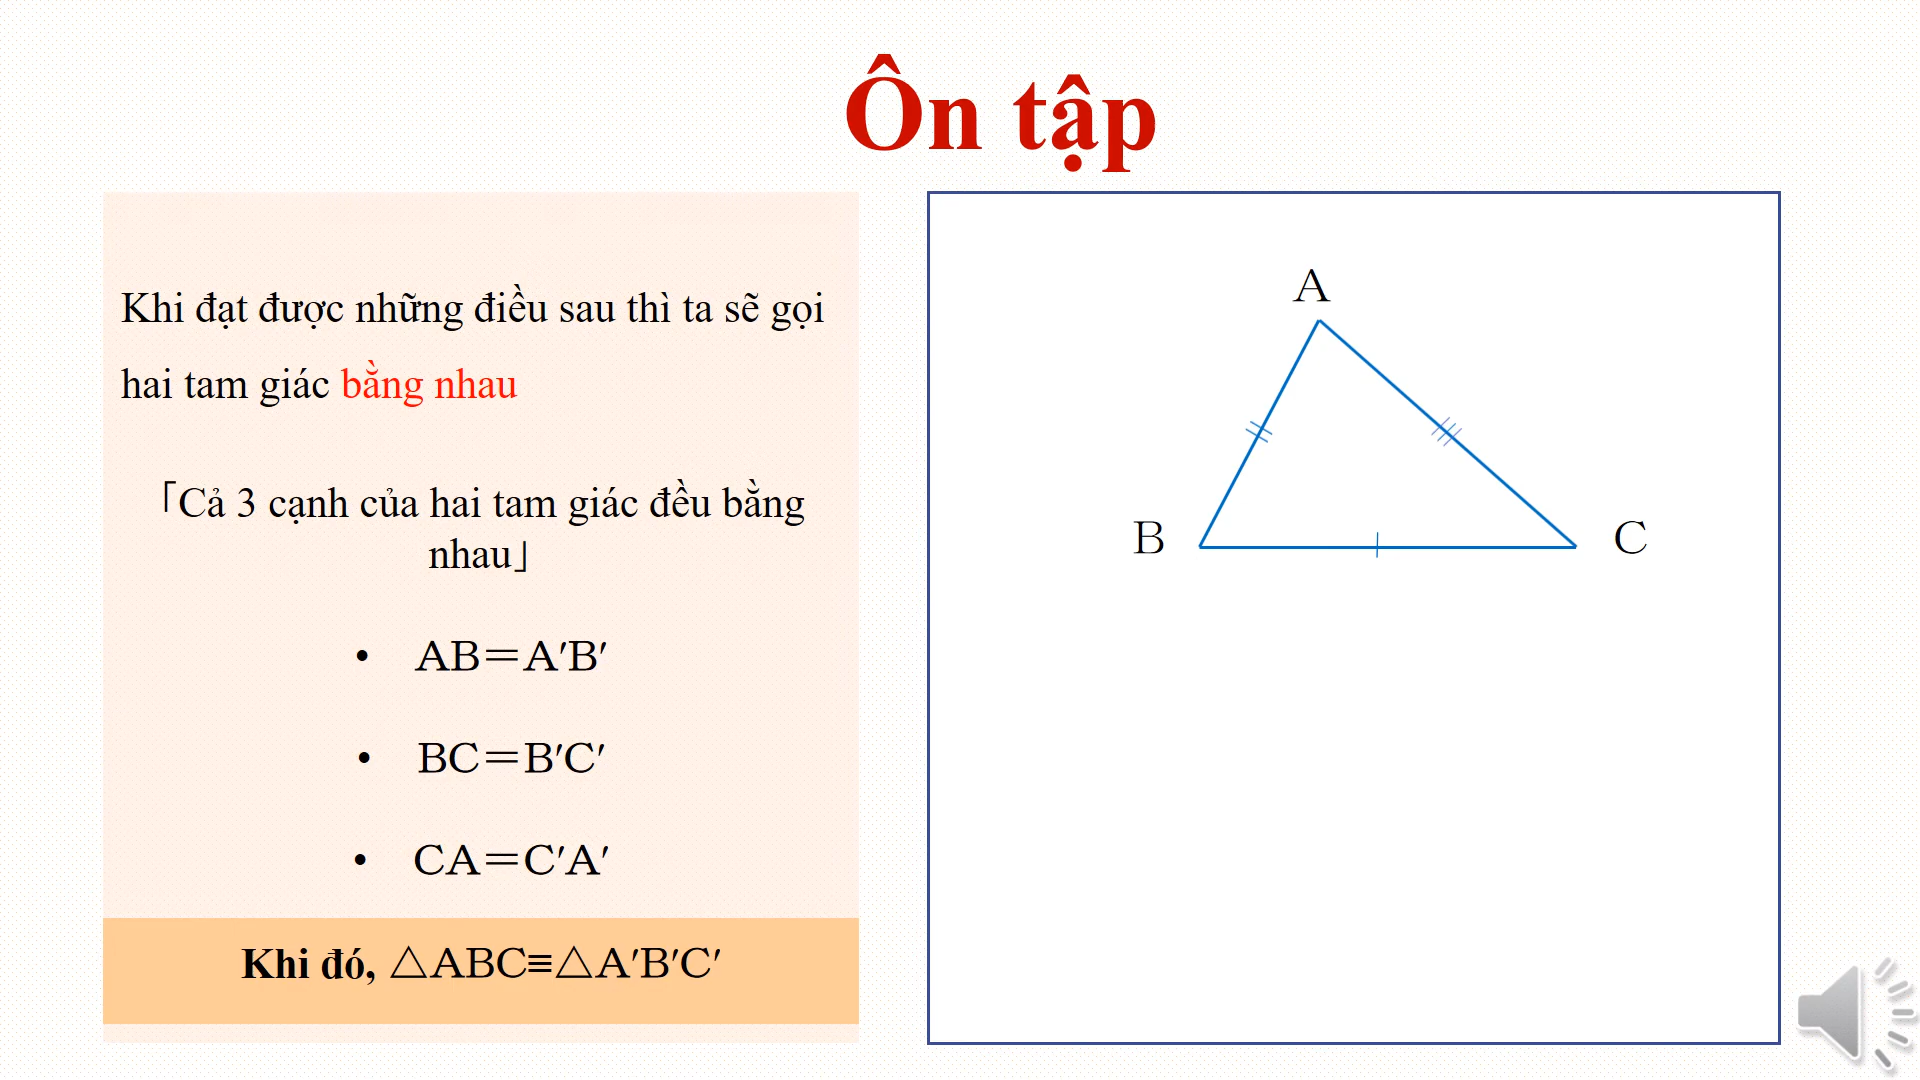 Ôn tập
Khi đạt được những điều sau thì ta sẽ gọi
hai tam giác bằng nhau
「Cả 3 cạnh của hai tam giác đều bằng
nhau」
• AB＝A′B′
• BC＝B′C′
• CA＝C′A′
Khi đó, △ABC≡△A′B′C′
A
B
C